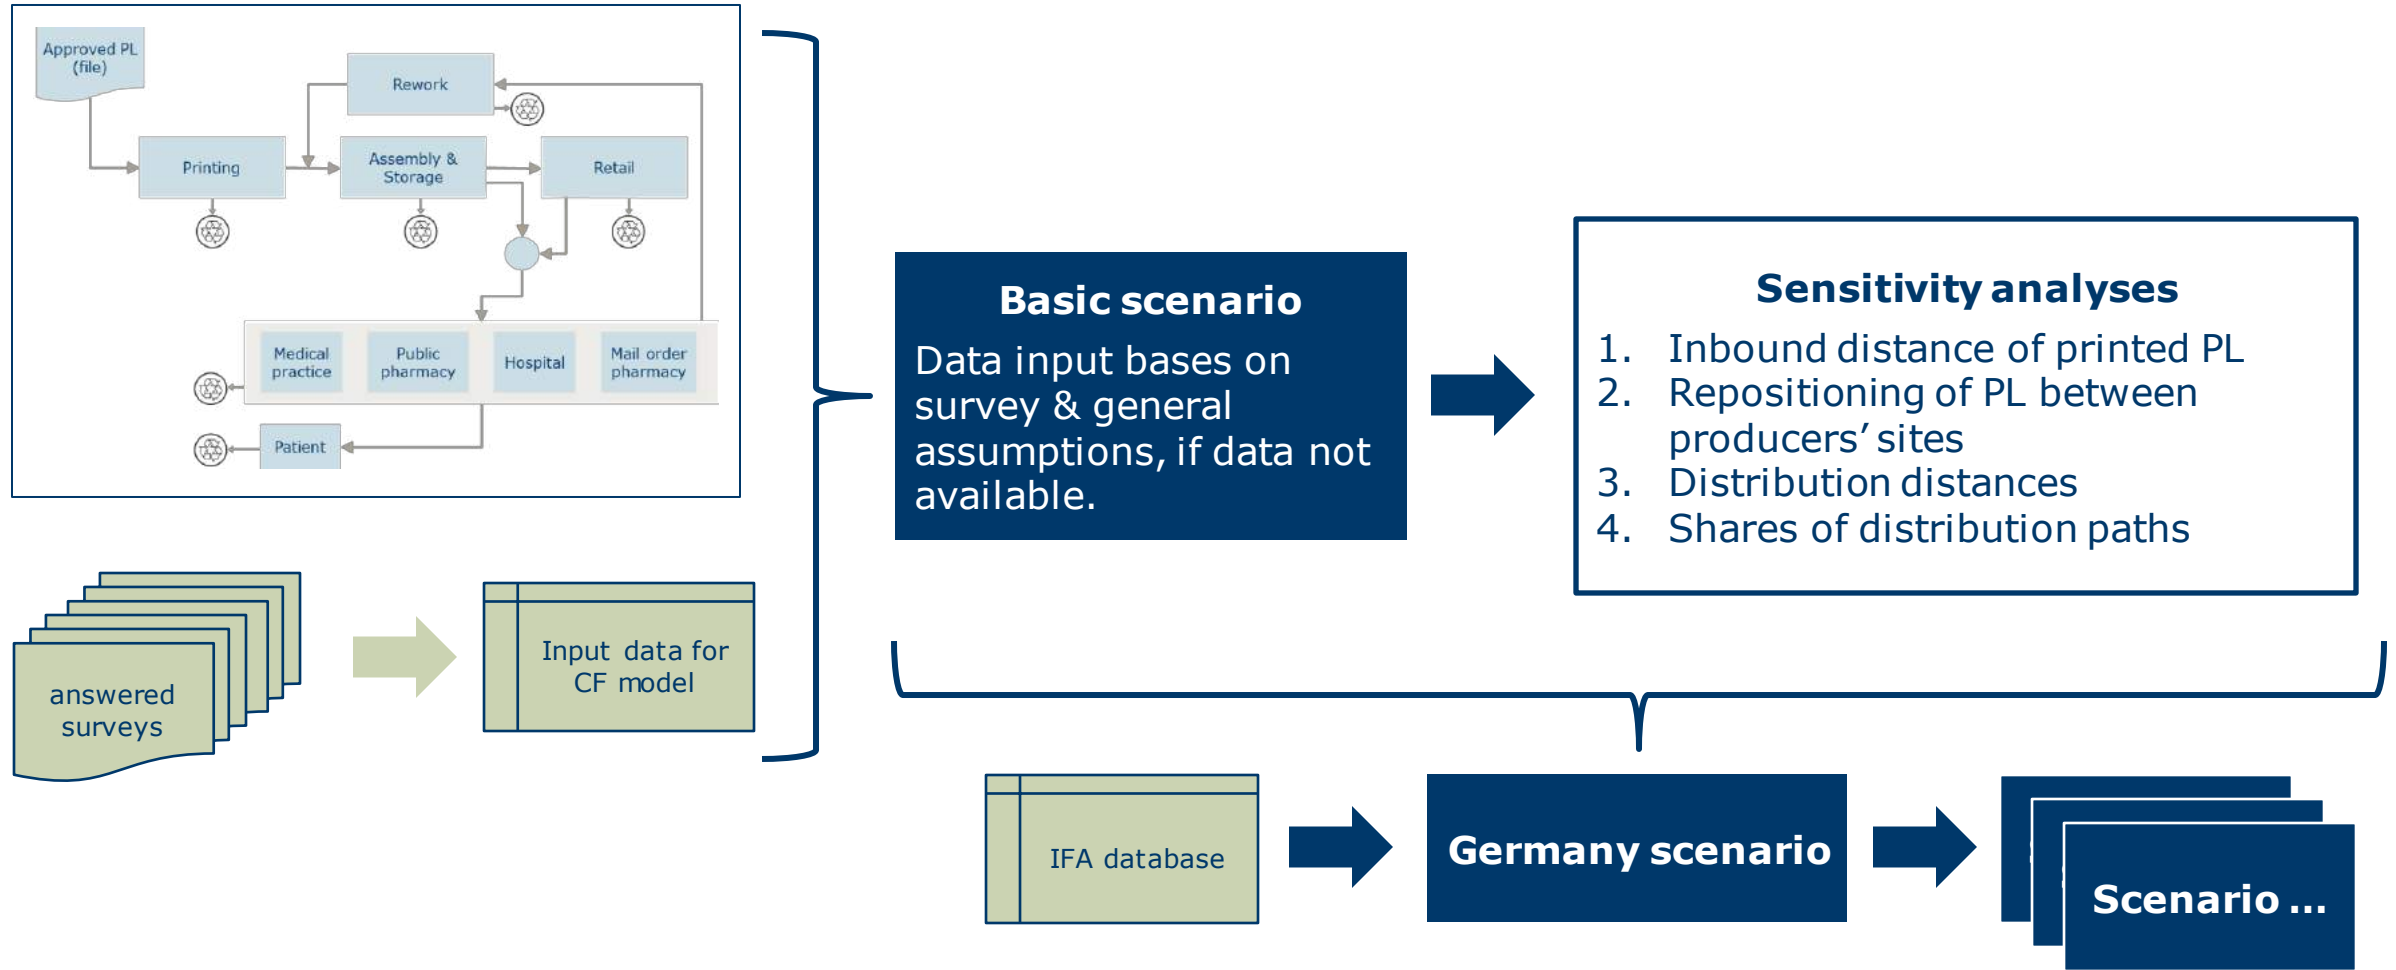 Approved PL
(file)
Rework
Printing
Assembly &
Storage
Retail
Medical
practice
Public
pharmacy
Hospital
Mail order
pharmacy
Patient
answered
surveys
Input data for
CF model
Basic scenario
Data input bases on
survey & general
assumptions, if data not
available.
Sensitivity analyses
1. Inbound distance of printed PL
2. Repositioning of PL between
producers’ sites
3. Distribution distances
4. Shares of distribution paths
IFA database
Germany scenario
Scenario …